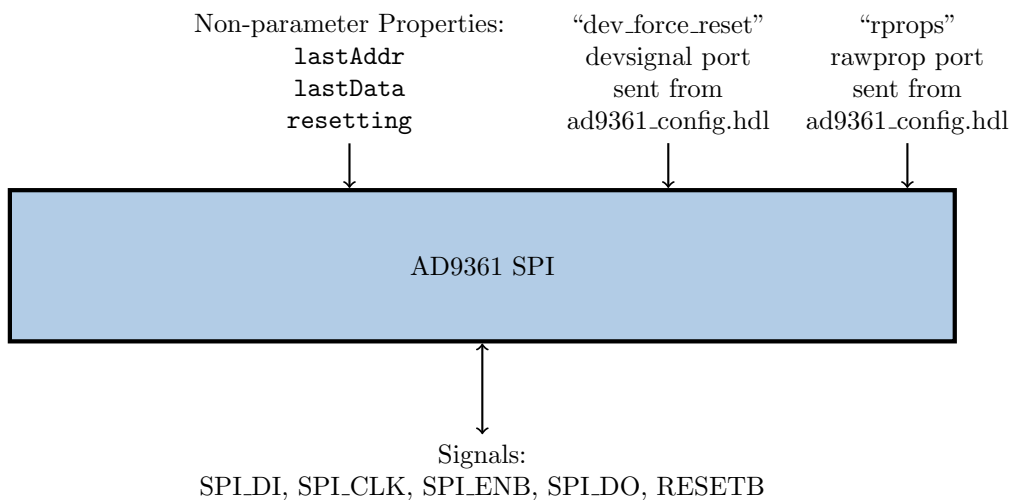 Non-parameter Properties:
lastAddr
lastData
resetting
“dev_force_reset”
devsignal port
sent from
ad9361_config.hdl
“rprops”
rawprop port
sent from
ad9361_config.hdl
AD9361 SPI
Signals:
SPI_DI, SPI_CLK, SPI_ENB, SPI_DO, RESETB